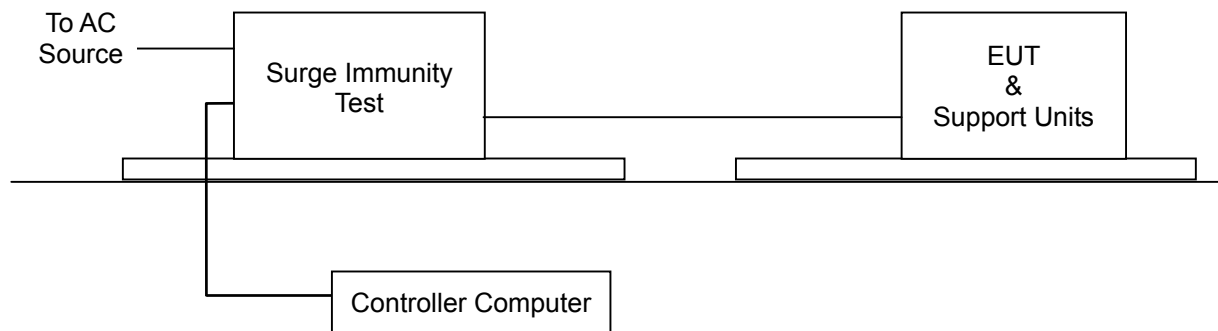 To AC
Source
Surge Immunity
Test
EUT
&
Support Units
Controller Computer